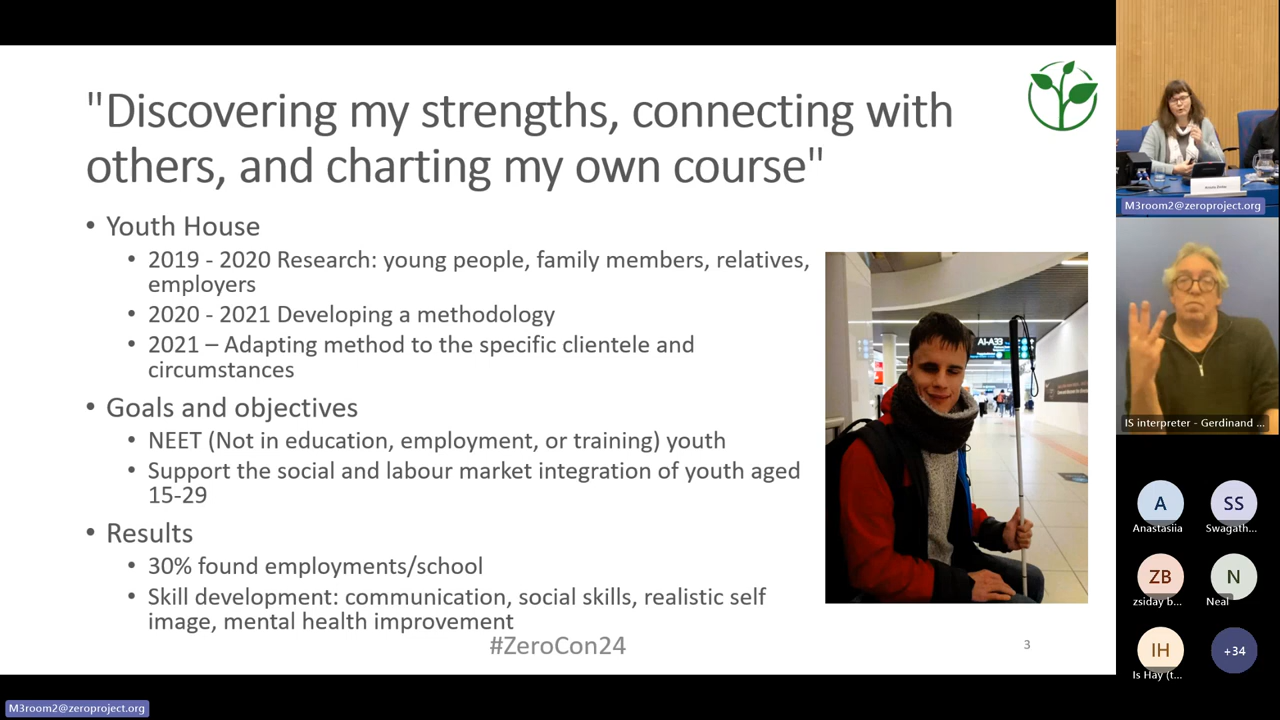 "Discovering my strengths, connecting with
others, and charting my own course"
• Youth House
• 2019 - 2020 Research: young people, family members, relatives,
employers
• 2020 - 2021 Developing a methodology
• 2021 – Adapting method to the specific clientele and
circumstances
• Goals and objectives
• NEET (Not in education, employment, or training) youth
• Support the social and labour market integration of youth aged
15-29
• Results
• 30% found employments/school
• Skill development: communication, social skills, realistic self
image, mental health improvement
#ZeroCon24
3
A1-A33
M3room2@zeroproject.org
IS interpreter - Gerdinand ...
A
Anastasiia
SS
Swagath...
ZB
zsiday b...
N
Neal
IH
Is Hay (t...
+34
M3room2@zeroproject.org